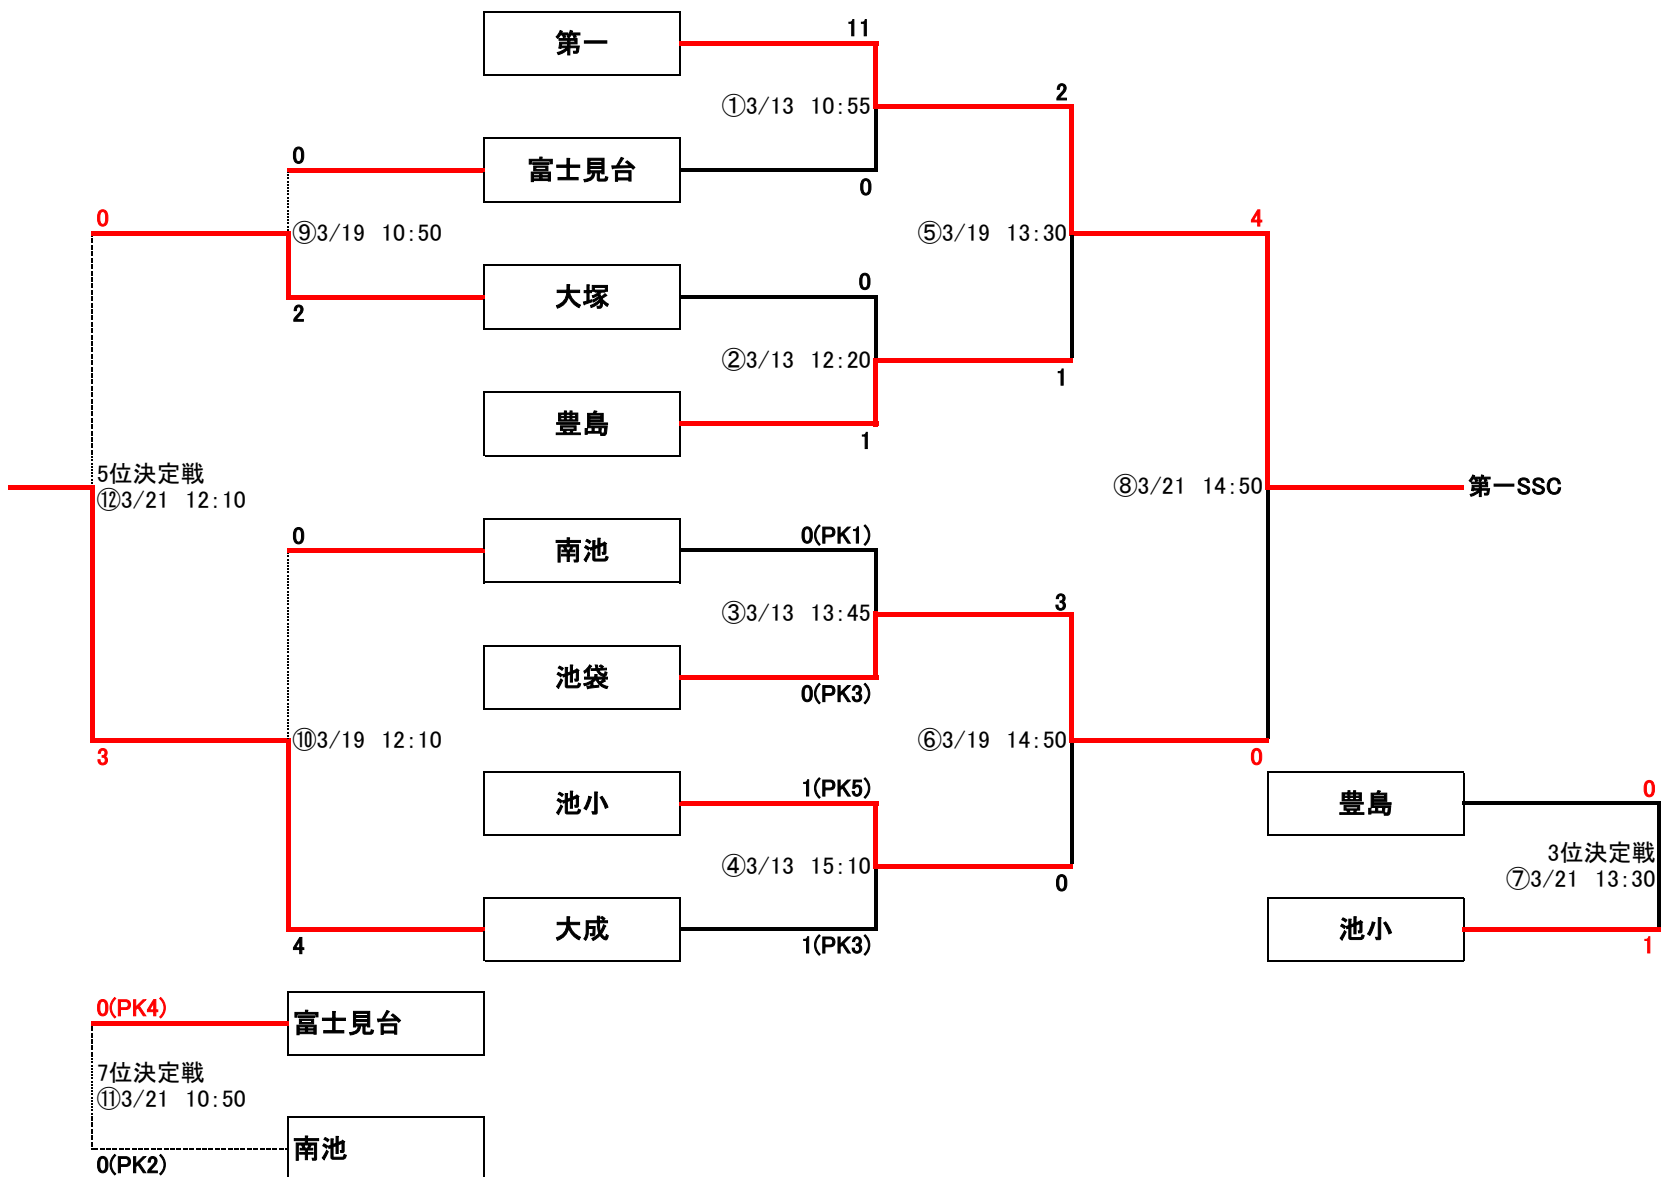 第一
11
①3/13 10:55
2
0
富士見台
0
0
⑨3/19 10:50
⑤3/19 13:30
4
大塚
0
2
②3/13 12:20
1
豊島
1
5位決定戦
⑫3/21 12:10
⑧3/21 14:50
第一SSC
0
南池
0(PK1)
③3/13 13:45
3
池袋
0(PK3)
3
⑩3/19 12:10
⑥3/19 14:50
0
池小
1(PK5)
豊島
0
④3/13 15:10
0
3位決定戦
⑦3/21 13:30
4
大成
1(PK3)
池小
1
0(PK4)
富士見台
7位決定戦
⑪3/21 10:50
0(PK2)
南池